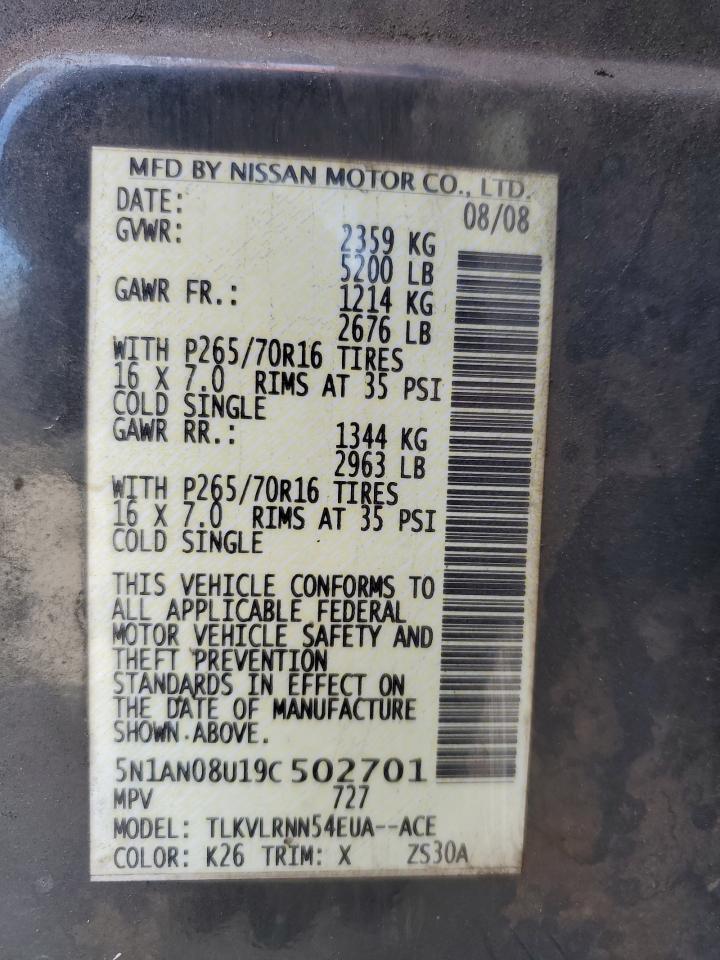 MFD BY NISSAN MOTOR CO., LTD.
DATE: 08/08
GVWR: 2359 KG
5200 LB
GAWR FR.: 1214 KG
2676 LB
WITH P265/70R16 TIRES
16 X 7.0 RIMS AT 35 PSI
COLD SINGLE
GAWR RR.: 1344 KG
2963 LB
WITH P265/70R16 TIRES
16 X 7.0 RIMS AT 35 PSI
COLD SINGLE
THIS VEHICLE CONFORMS TO
ALL APPLICABLE FEDERAL
MOTOR VEHICLE SAFETY AND
THEFT PREVENTION
STANDARDS IN EFFECT ON
THE DATE OF MANUFACTURE
SHOWN ABOVE.
5N1AN08U19C502701
MPV 727
MODEL: TLKVLRNN54EUA--ACE
COLOR: K26 TRIM: X ZS30A